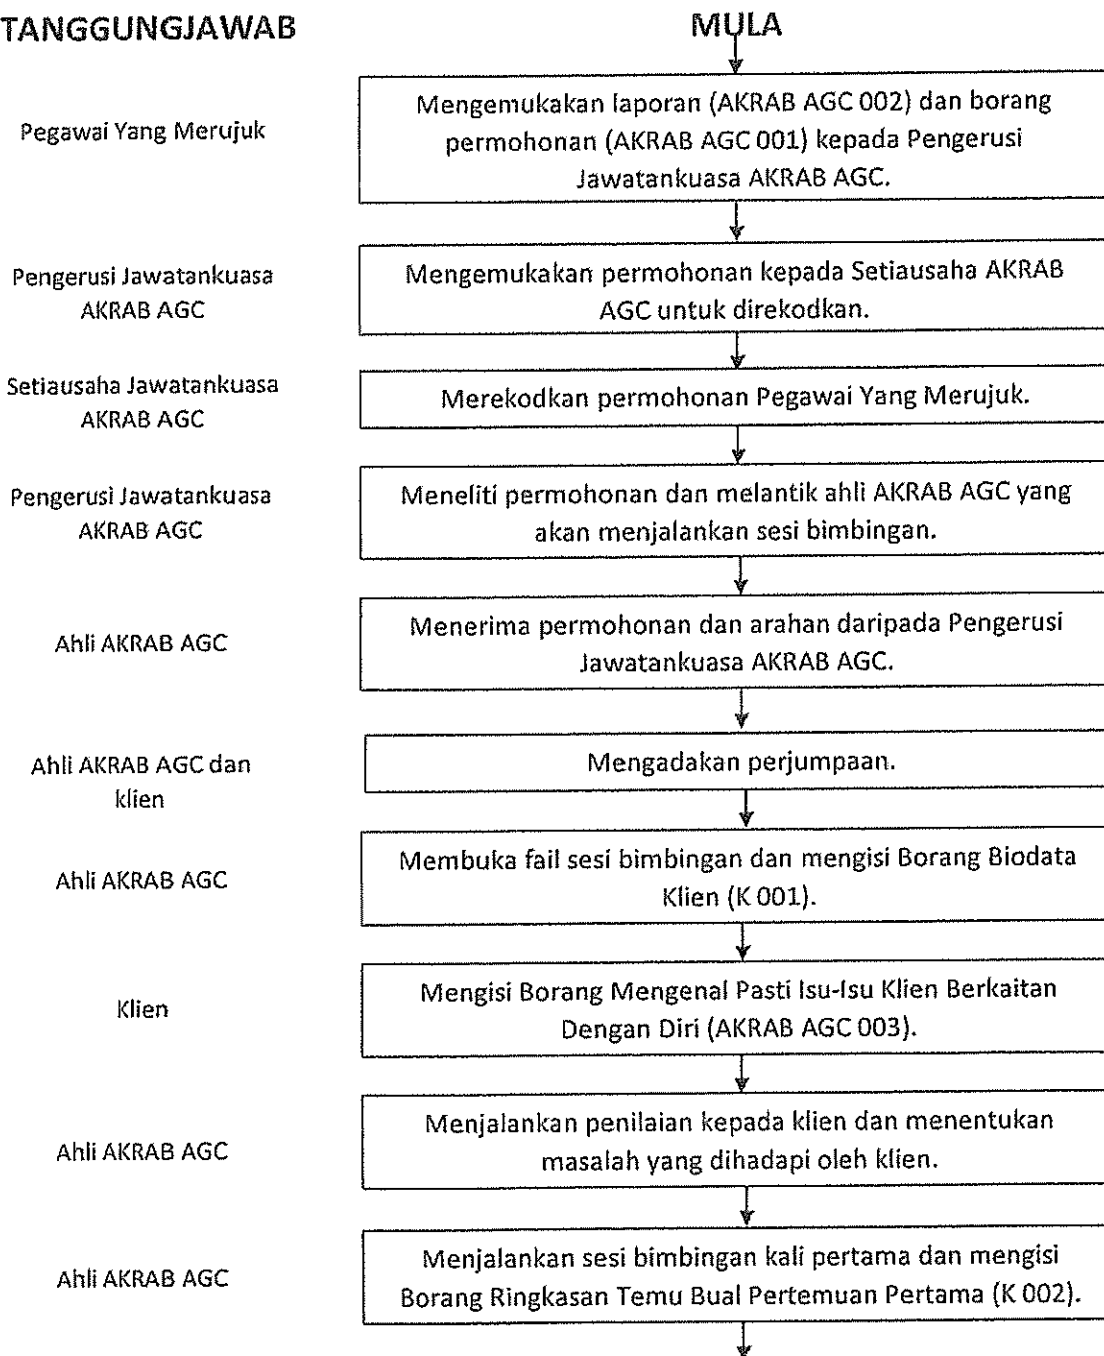 TANGGUNGJAWAB
MULA
Pegawai Yang Merujuk
Mengemukakan laporan (AKRAB AGC 002) dan borang
permohonan (AKRAB AGC 001) kepada Pengerusi
Jawatankuasa AKRAB AGC.
Pengerusi Jawatankuasa
AKRAB AGC
Mengemukakan permohonan kepada Setiausaha AKRAB
AGC untuk direkodkan.
Setiausaha Jawatankuasa
AKRAB AGC
Merekodkan permohonan Pegawai Yang Merujuk.
Pengerusi Jawatankuasa
AKRAB AGC
Meneliti permohonan dan melantik ahli AKRAB AGC yang
akan menjalankan sesi bimbingan.
Ahli AKRAB AGC
Menerima permohonan dan arahan daripada Pengerusi
Jawatankuasa AKRAB AGC.
Ahli AKRAB AGC dan
klien
Mengadakan perjumpaan.
Ahli AKRAB AGC
Membuka fail sesi bimbingan dan mengisi Borang Biodata
Klien (K 001).
Klien
Mengisi Borang Mengenal Pasti Isu-Isu Klien Berkaitan
Dengan Diri (AKRAB AGC 003).
Ahli AKRAB AGC
Menjalankan penilaian kepada klien dan menentukan
masalah yang dihadapi oleh klien.
Ahli AKRAB AGC
Menjalankan sesi bimbingan kali pertama dan mengisi
Borang Ringkasan Temu Bual Pertemuan Pertama (K 002).